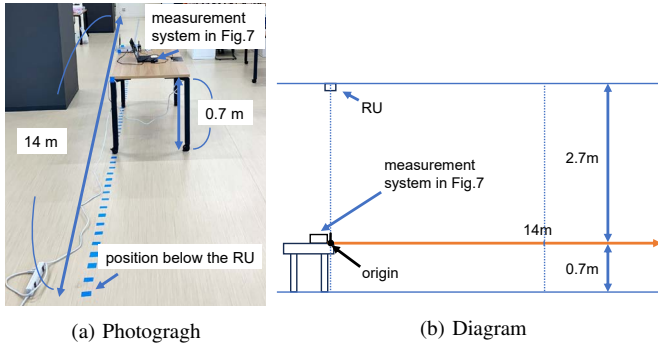 measurement
system in Fig.7
0.7 m
14 m
position below the RU
(a) Photogragh
RU
2.7m
measurement
system in Fig.7
14m
origin
0.7m
(b) Diagram